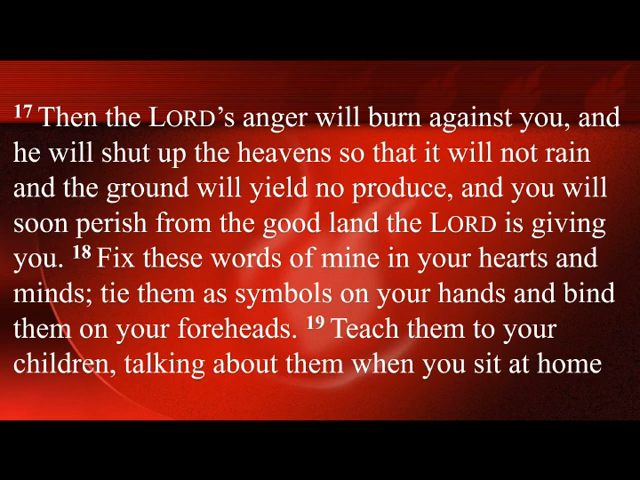 17 Then the LORD’s anger will burn against you, and
he will shut up the heavens so that it will not rain
and the ground will yield no produce, and you will
soon perish from the good land the LORD is giving
you. 18 Fix these words of mine in your hearts and
minds; tie them as symbols on your hands and bind
them on your foreheads. 19 Teach them to your
children, talking about them when you sit at home